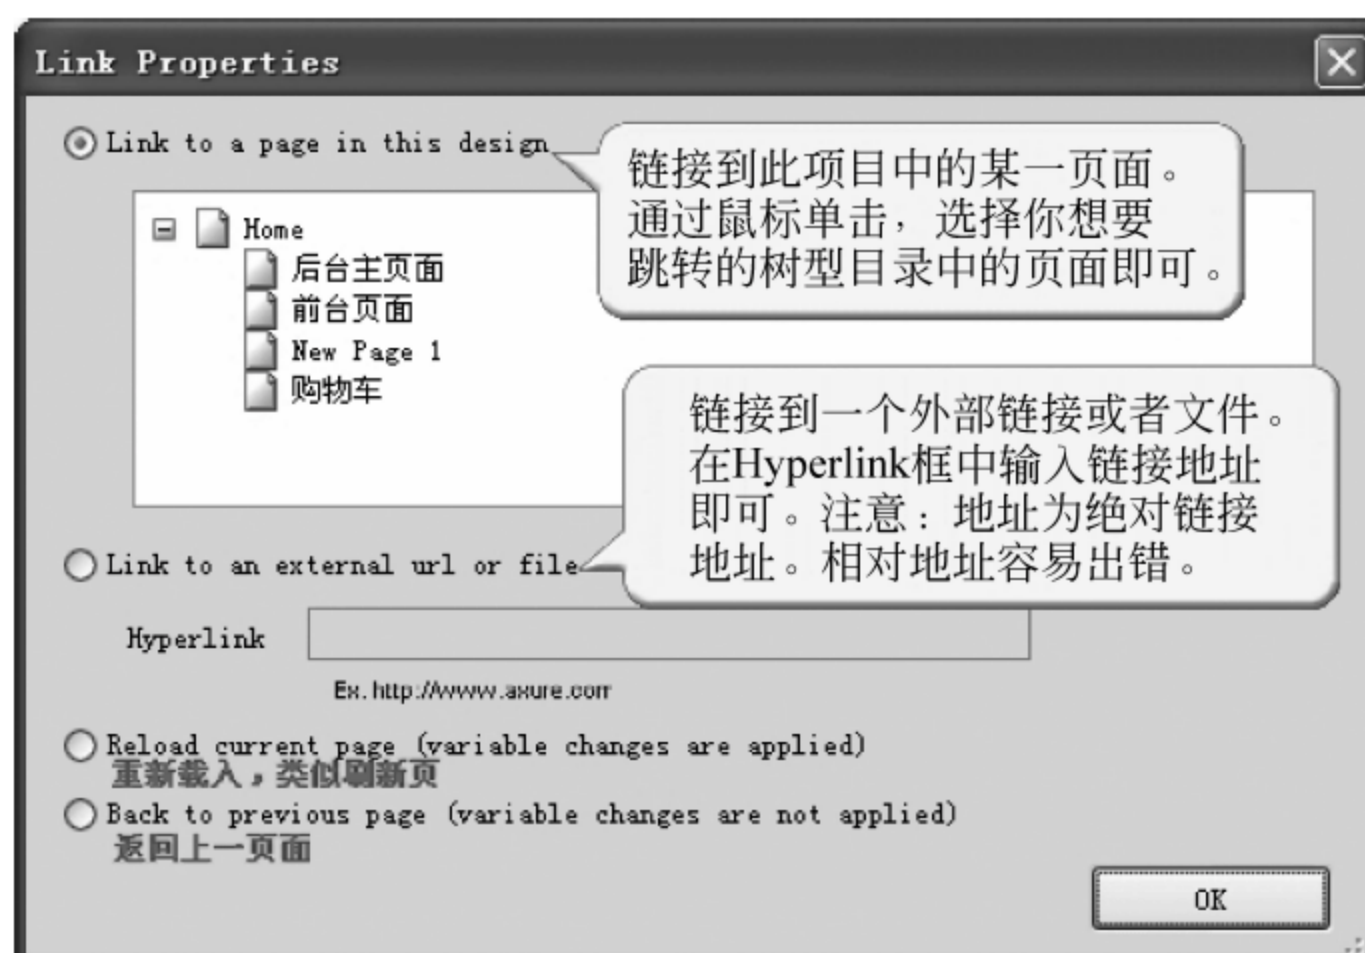 Link Properties
Link to a page in this design
链接到此项目中的某一页面。
通过鼠标单击，选择你想要
跳转的树型目录中的页面即可。
Home
后台主页面
前台页面
New Page 1
购物车
链接到一个外部链接或者文件。
在Hyperlink框中输入链接地址
即可。注意：地址为绝对链接
地址。相对地址容易出错。
Link to an external url or file
Hyperlink
Ex. http://www.axure.com
Reload current page (variable changes are applied)
重新载入，类似刷新页
Back to previous page (variable changes are not applied)
返回上一页面
OK